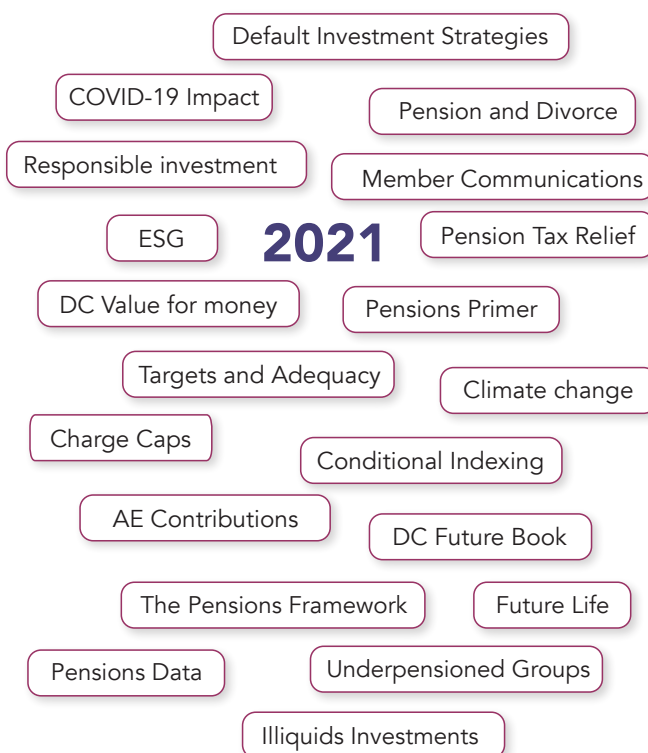 Default Investment Strategies
COVID-19 Impact
Pension and Divorce
Responsible investment
Member Communications
ESG
2021
Pension Tax Relief
DC Value for money
Pensions Primer
Targets and Adequacy
Climate change
Charge Caps
Conditional Indexing
AE Contributions
DC Future Book
The Pensions Framework
Future Life
Pensions Data
Underpensioned Groups
Illiquids Investments